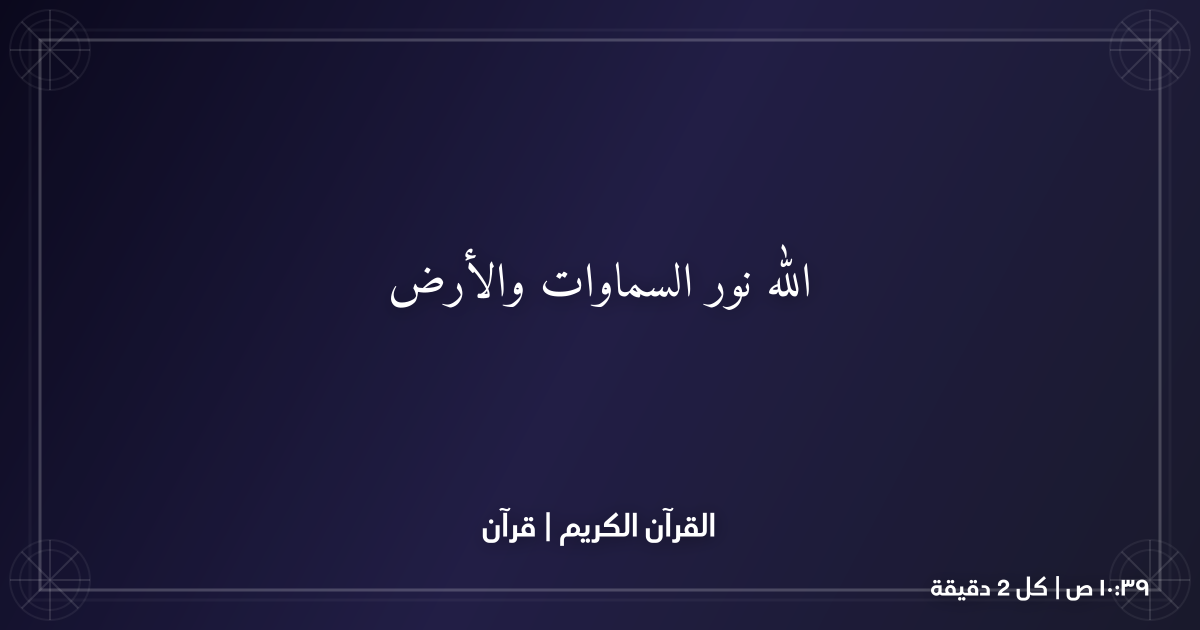 الله نور السماوات والأرض
القرآن الكريم | قرآن
١٠:٣٩ ص | كل 2 دقيقة